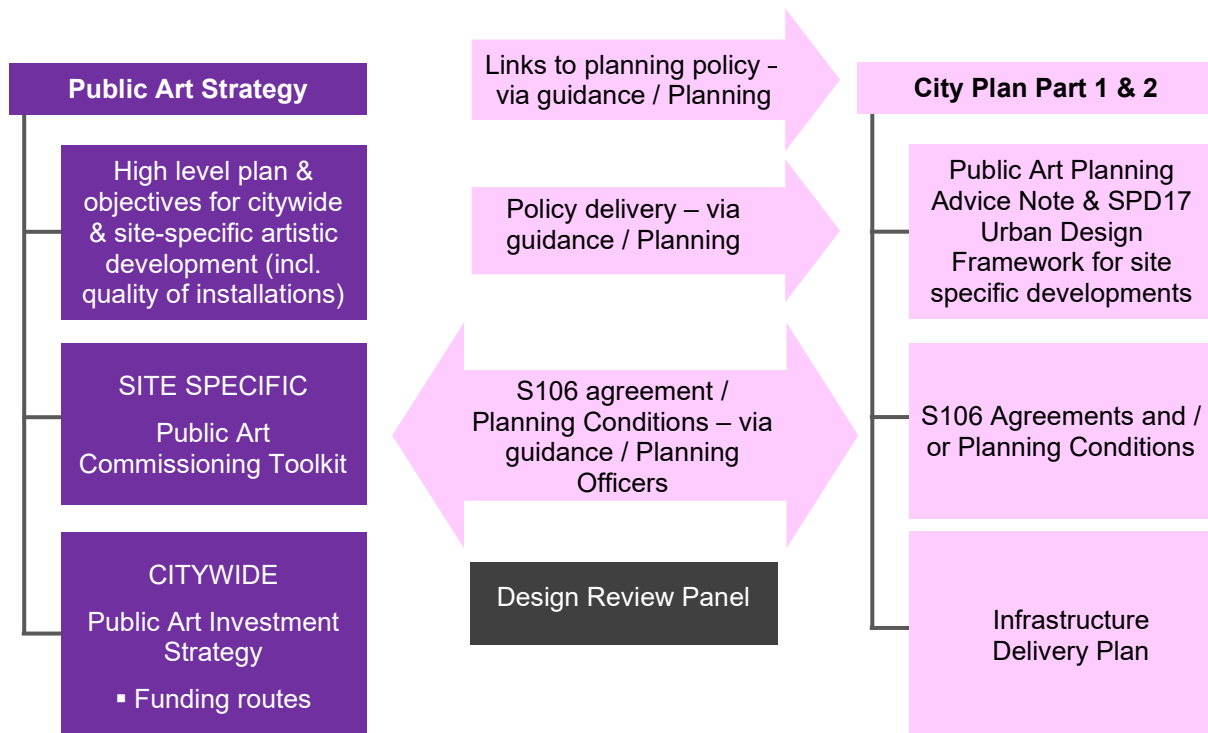 Public Art Strategy
High level plan &
objectives for citywide
& site-specific artistic
development (incl.
quality of installations)
SITE SPECIFIC
Public Art
Commissioning Toolkit
CITYWIDE
Public Art Investment
Strategy
▪ Funding routes
Links to planning policy –
via guidance / Planning
Policy delivery – via
guidance / Planning
S106 agreement /
Planning Conditions – via
guidance / Planning
Officers
Design Review Panel
City Plan Part 1 & 2
Public Art Planning
Advice Note & SPD17
Urban Design
Framework for site
specific developments
S106 Agreements and /
or Planning Conditions
Infrastructure
Delivery Plan